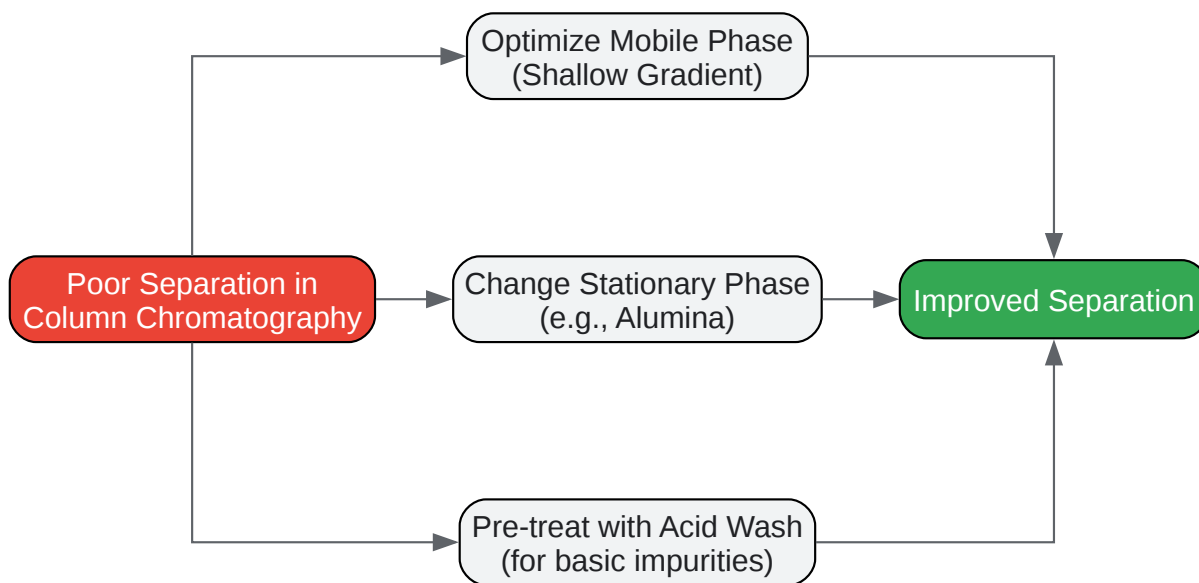 Optimize Mobile Phase
(Shallow Gradient)
Poor Separation in
Column Chromatography
Change Stationary Phase
(e.g., Alumina)
Improved Separation
Pre-treat with Acid Wash
(for basic impurities)